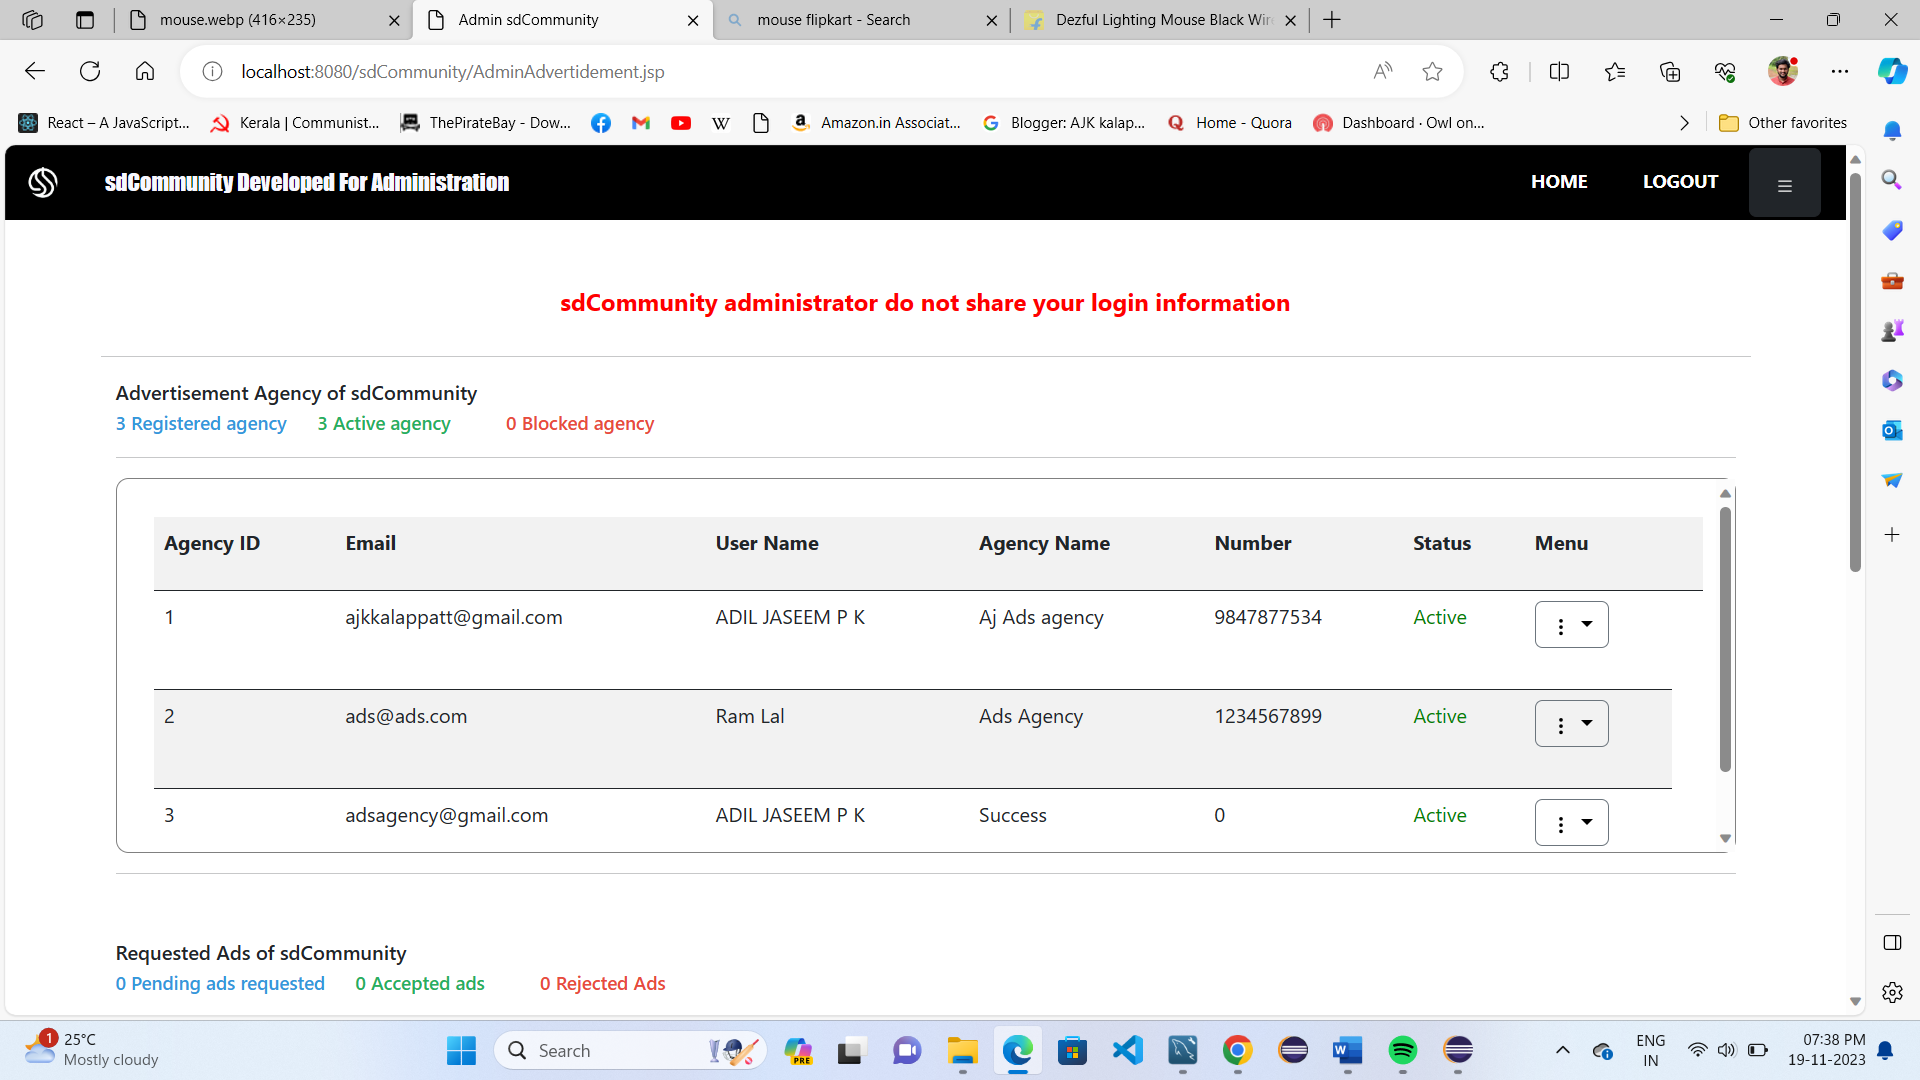 mouse.webp (416×235)
Admin sdCommunity
mouse flipkart - Search
Dezful Lighting Mouse Black Wire
localhost:8080/sdCommunity/AdminAdvertidement.jsp
React – A JavaScript...
Kerala | Communist...
ThePirateBay - Dow...
W
Amazon.in Associat...
Blogger: AJK kalap...
Home - Quora
Dashboard · Owl on...
Other favorites
sdCommunity Developed For Administration
HOME
LOGOUT
sdCommunity administrator do not share your login information
Advertisement Agency of sdCommunity
3 Registered agency
3 Active agency
0 Blocked agency
Agency ID Email User Name Agency Name Number Status Menu
1 ajkkalappatt@gmail.com ADIL JASEEM P K Aj Ads agency 9847877534 Active
2 ads@ads.com Ram Lal Ads Agency 1234567899 Active
3 adsagency@gmail.com ADIL JASEEM P K Success 0 Active
Requested Ads of sdCommunity
0 Pending ads requested
0 Accepted ads
0 Rejected Ads
1
25°C
Mostly cloudy
Search
PRE
ENG
IN
07:38 PM
19-11-2023